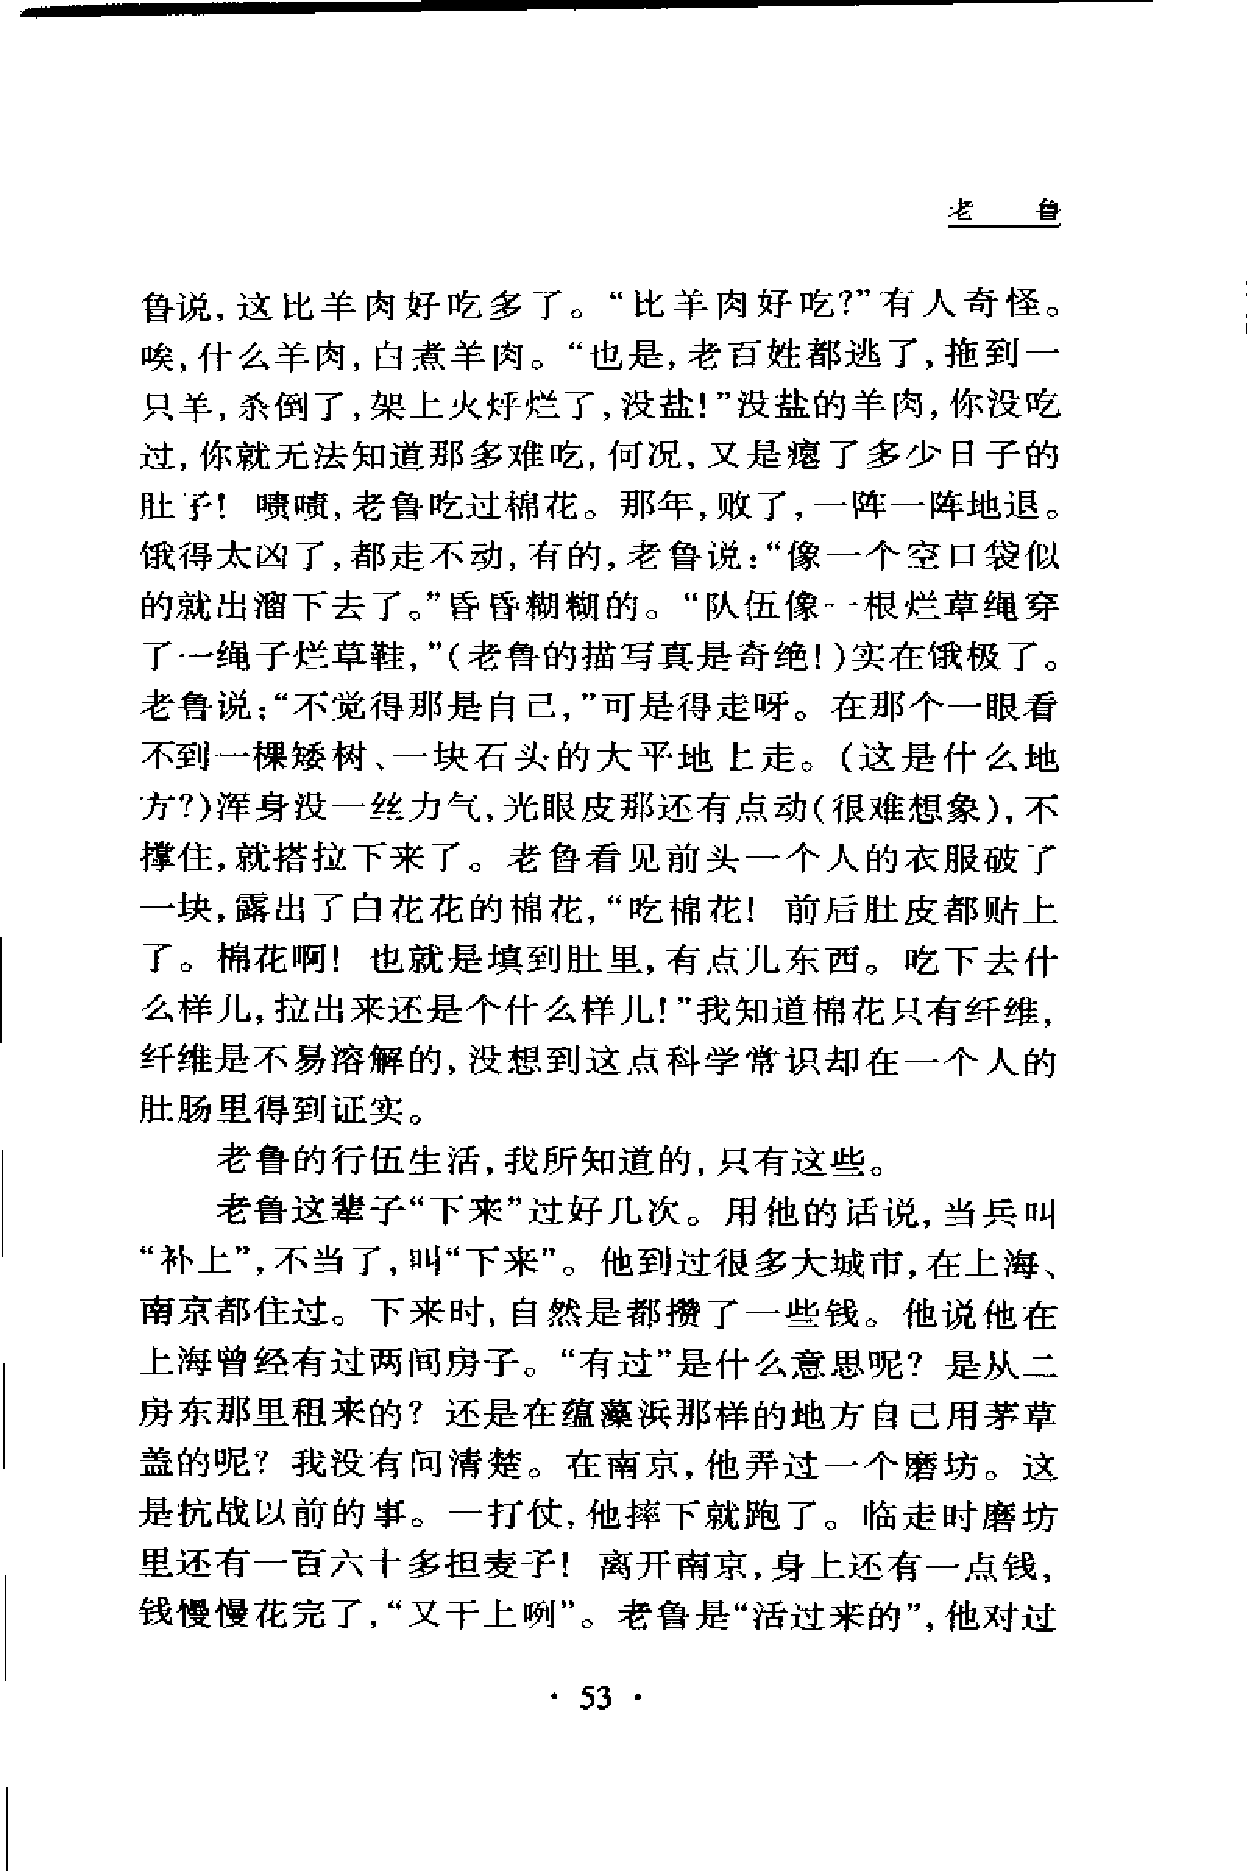 老　鲁
鲁说,这比羊肉好吃多了。“比羊肉好吃?”有人奇怪。
唉,什么羊肉,白煮羊肉。“也是,老百姓都逃了,拖到一
只羊,杀倒了,架上火烀烂了,没盐!”没盐的羊肉,你没吃
过,你就无法知道那多难吃,何况,又是瘪了多少日子的
肚子! 啧啧,老鲁吃过棉花。那年,败了,一阵一阵地退。
饿得太凶了,都走不动,有的,老鲁说:“像一个空口袋似
的就出溜下去了。”昏昏糊糊的。“队伍像一根烂草绳穿
了一绳子烂草鞋,”(老鲁的描写真是奇绝!)实在饿极了。
老鲁说:“不觉得那是自己,”可是得走呀。在那个一眼看
不到一棵矮树、一块石头的大平地上走。(这是什么地
方?)浑身没一丝力气,光眼皮那还有点动(很难想象),不
撑住,就搭拉下来了。老鲁看见前头一个人的衣服破了
一块,露出了白花花的棉花,“吃棉花! 前后肚皮都贴上
了。棉花啊! 也就是填到肚里,有点儿东西。吃下去什
么样儿,拉出来还是个什么样儿!”我知道棉花只有纤维,
纤维是不易溶解的,没想到这点科学常识却在一个人的
肚肠里得到证实。
老鲁的行伍生活,我所知道的,只有这些。
老鲁这辈子“下来”过好几次。用他的话说,当兵叫
“补上”,不当了,叫“下来”。他到过很多大城市,在上海、
南京都住过。下来时,自然是都攒了一些钱。他说他在
上海曾经有过两间房子。“有过”是什么意思呢? 是从二
房东那里租来的? 还是在蕴藻浜那样的地方自己用茅草
盖的呢? 我没有问清楚。在南京,他弄过一个磨坊。这
是抗战以前的事。一打仗,他摔下就跑了。临走时磨坊
里还有一百六十多担麦子! 离开南京,身上还有一点钱,
钱慢慢花完了,“又干上咧”。老鲁是“活过来的”,他对过
· 53 ·